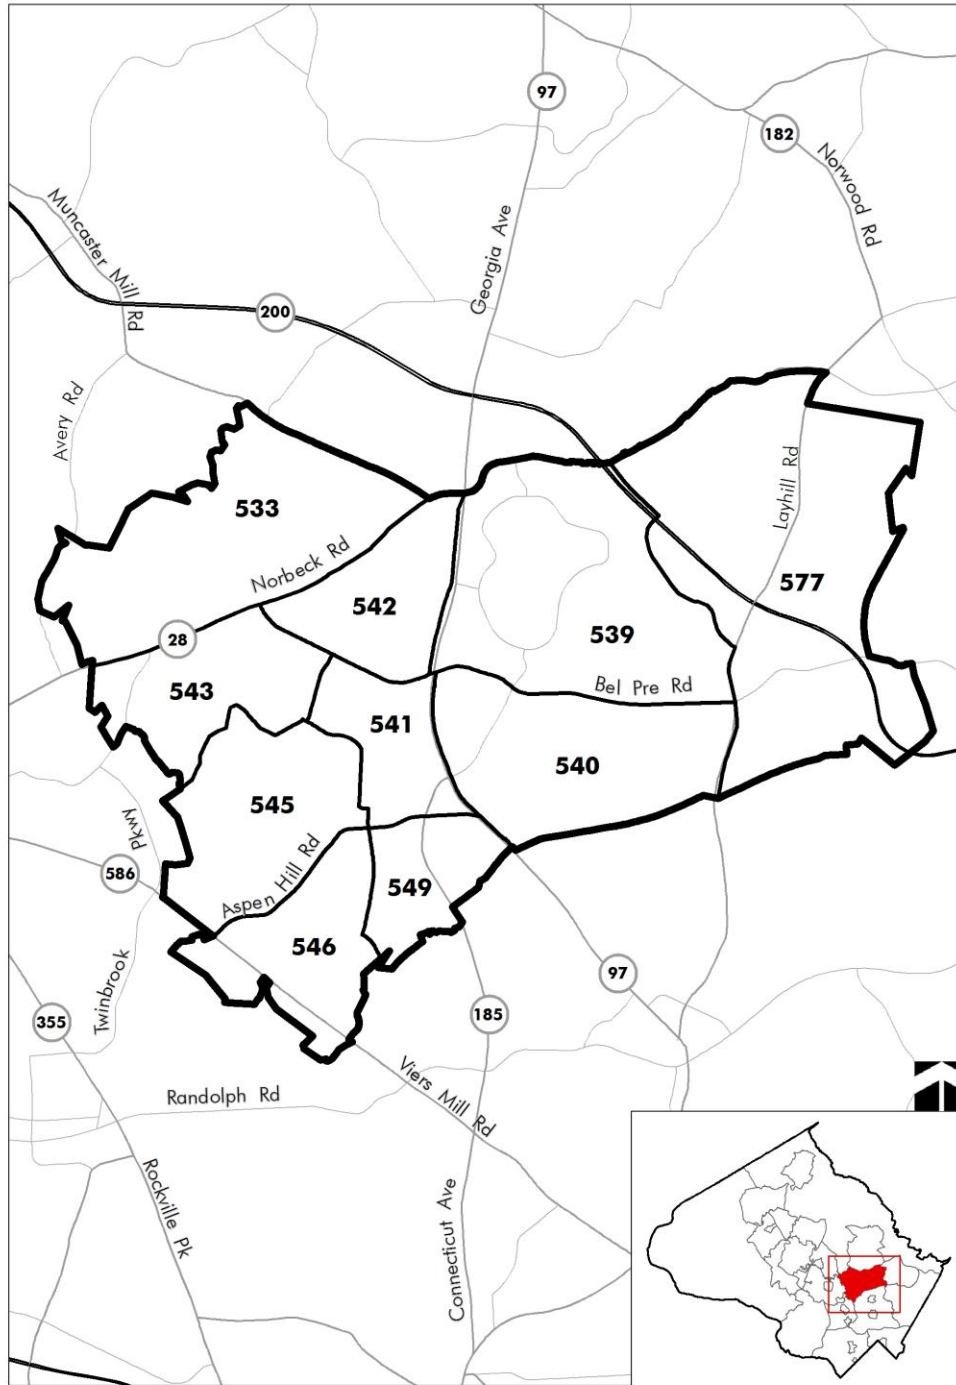 97
182
Norwood Rd
Muncaster Mill Rd
Georgia Ave
200
Avery Rd
Layhill Rd
533
Norbeck Rd
577
542
539
28
543
Bel Pre Rd
541
540
545
Pkwy
Aspen Hill Rd
586
549
546
Twinbrook
97
355
185
Viers Mill Rd
Randolph Rd
Rockville Pk
Connecticut Ave